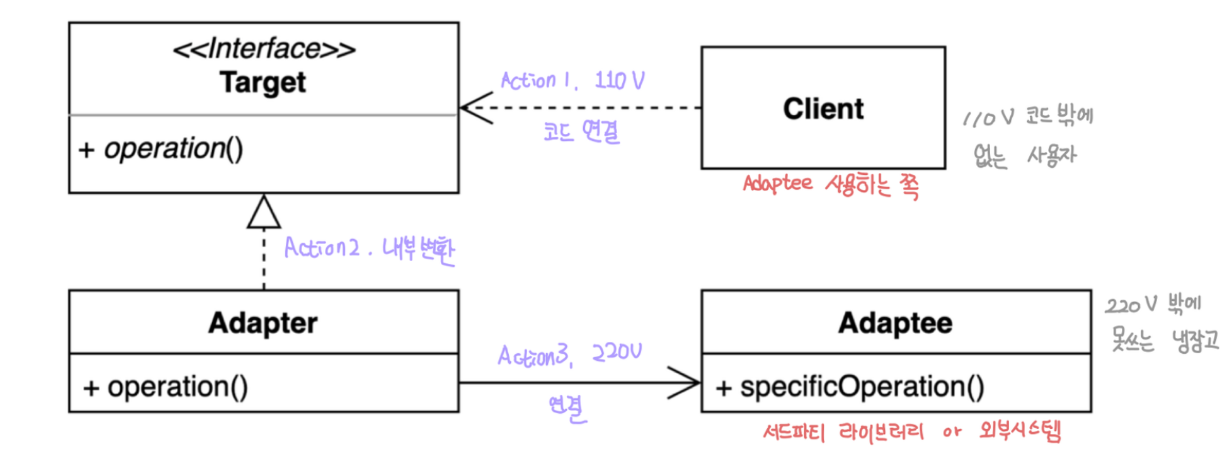 <<Interface>>
Target
+ operation()
Action 1. 110V
코드 연결
Client
110V 코드 밖에
없는 사용자
Adaptee 사용하는 쪽
Action2. 내부변환
Adapter
+ operation()
Action3, 220V
연결
Adaptee
+ specificOperation()
220V 밖에
못쓰는 냉장고
서드파티 라이브러리 or 외부시스템